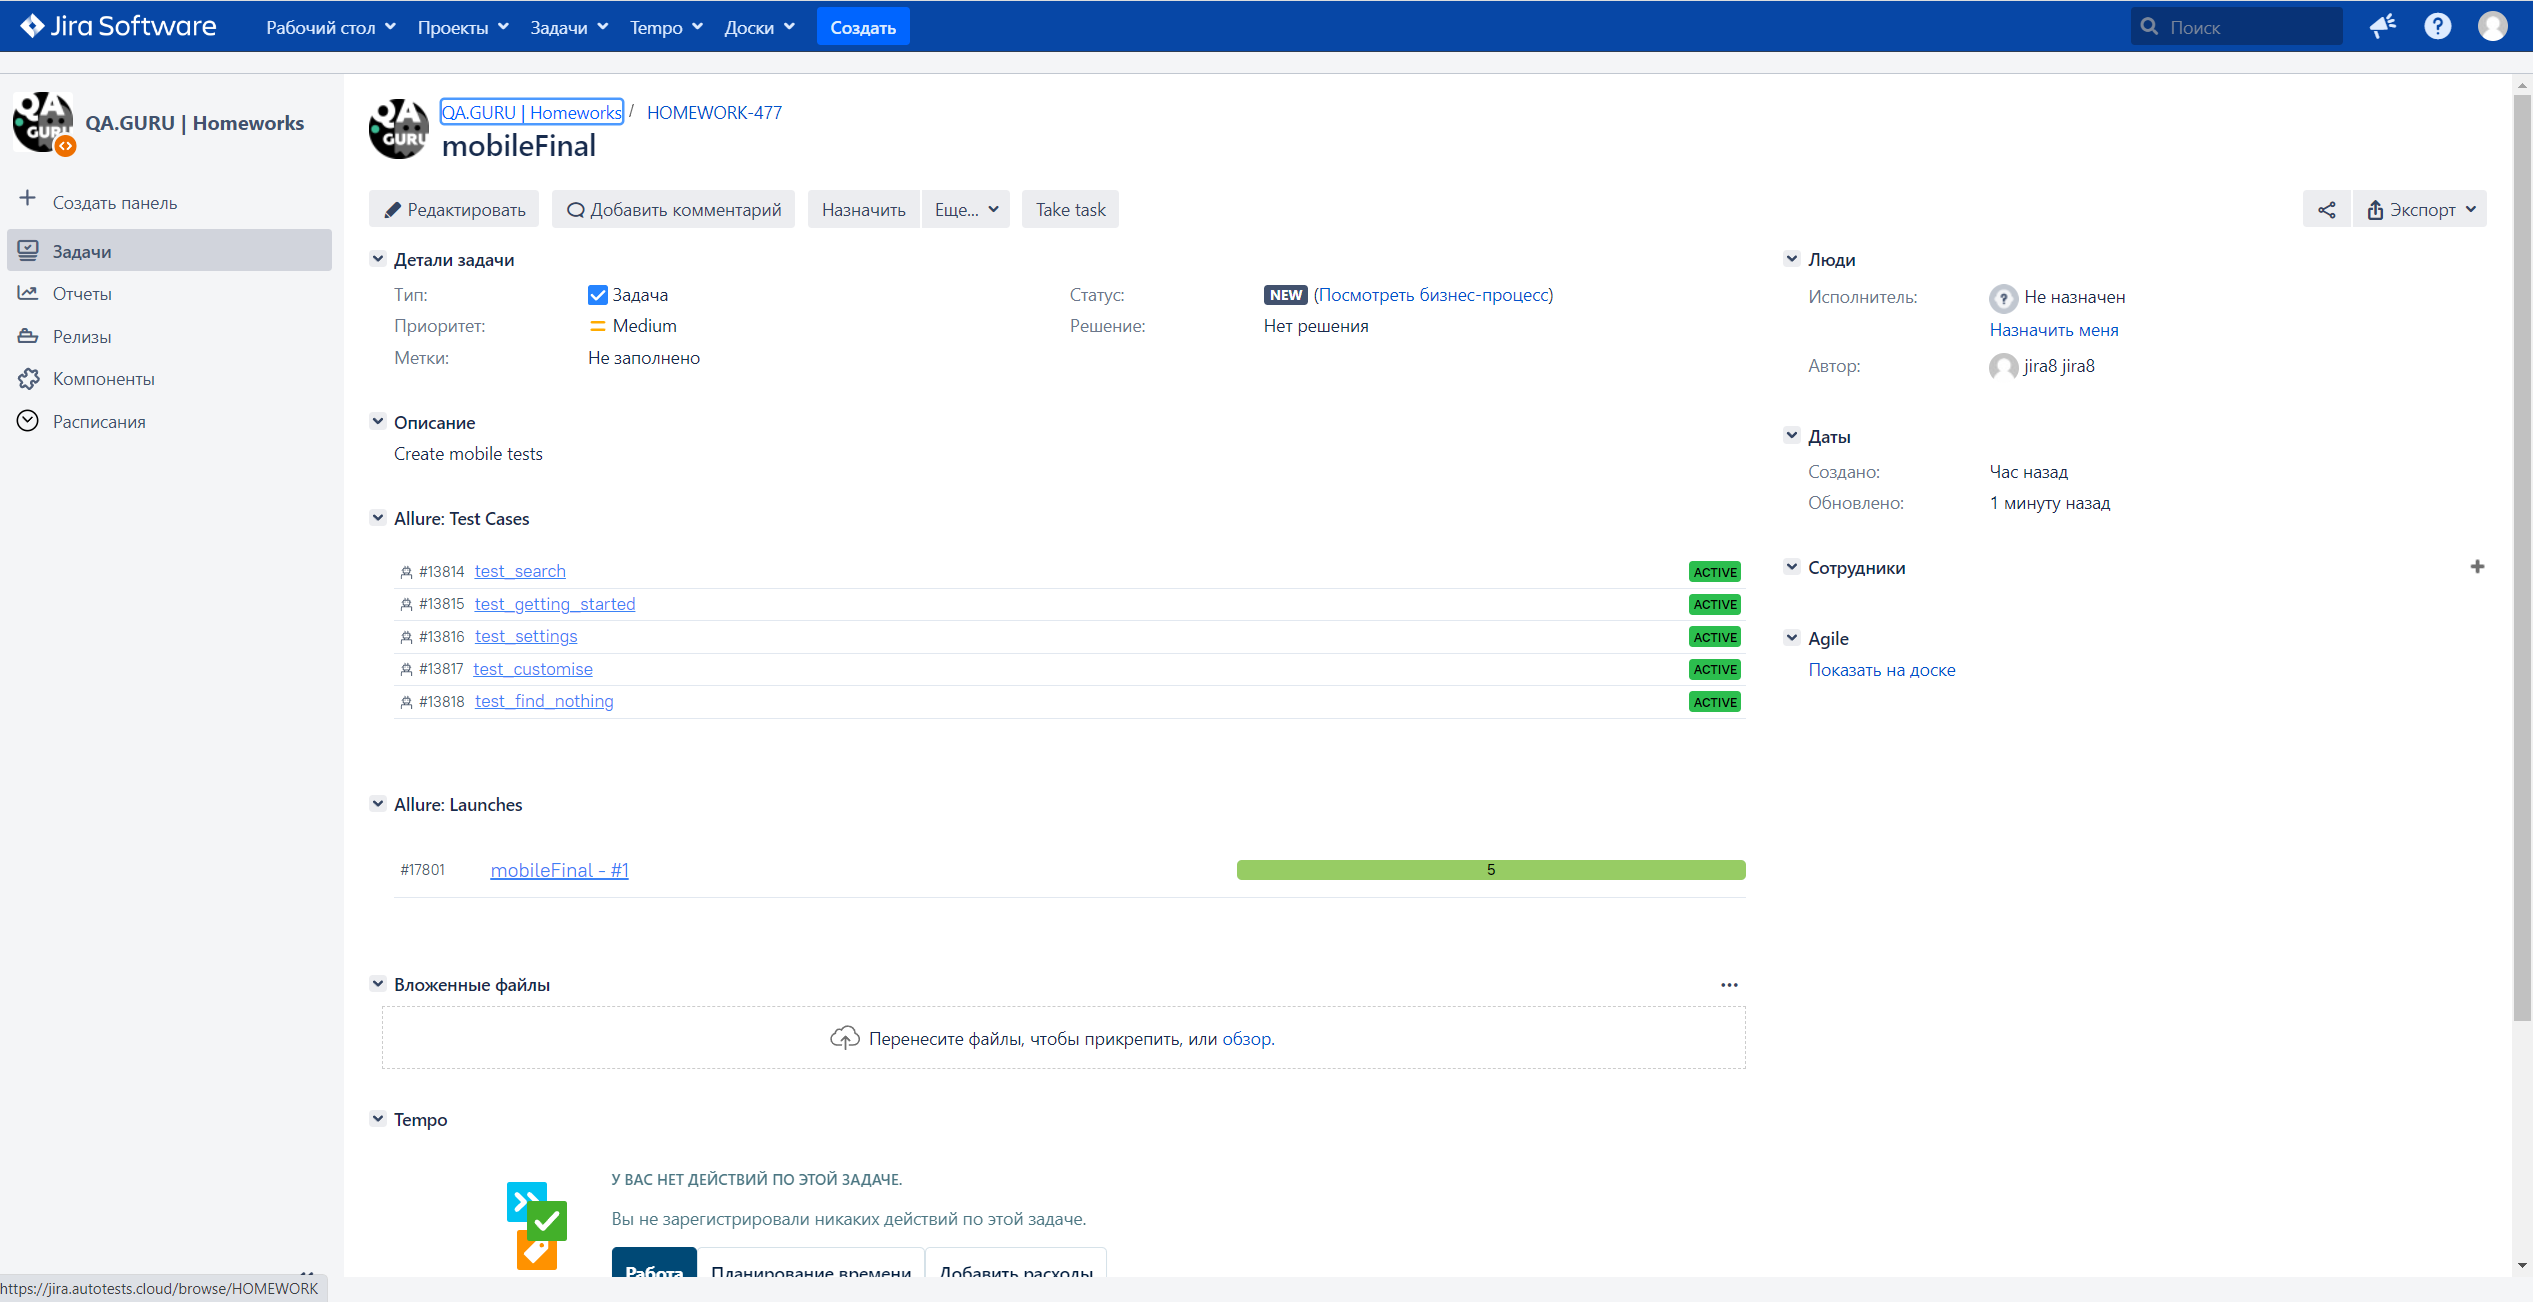 Jira Software Рабочий стол Проекты Задачи Tempo Доски Создать Поиск
QA GURU
QA.GURU | Homeworks
Создать панель
Задачи
Отчеты
Релизы
Компоненты
Расписания
QA GURU
QA.GURU | Homeworks / HOMEWORK-477
mobileFinal
Редактировать Добавить комментарий Назначить Еще... Take task Экспорт
Детали задачи
Тип: Задача Статус: NEW (Посмотреть бизнес-процесс)
Приоритет: Medium Решение: Нет решения
Метки: Не заполнено
Описание
Create mobile tests
Allure: Test Cases
#13814 test_search ACTIVE
#13815 test_getting_started ACTIVE
#13816 test_settings ACTIVE
#13817 test_customise ACTIVE
#13818 test_find_nothing ACTIVE
Allure: Launches
#17801 mobileFinal - #1 5
Вложенные файлы ...
Перенесите файлы, чтобы прикрепить, или обзор.
Tempo
У ВАС НЕТ ДЕЙСТВИЙ ПО ЭТОЙ ЗАДАЧЕ.
Вы не зарегистрировали никаких действий по этой задаче.
Работа Планирование времени Добавить расходы
Люди
Исполнитель: Не назначен
Назначить меня
Автор: jira8 jira8
Даты
Создано: Час назад
Обновлено: 1 минуту назад
Сотрудники
Agile
Показать на доске
https://jira.autotests.cloud/browse/HOMEWORK